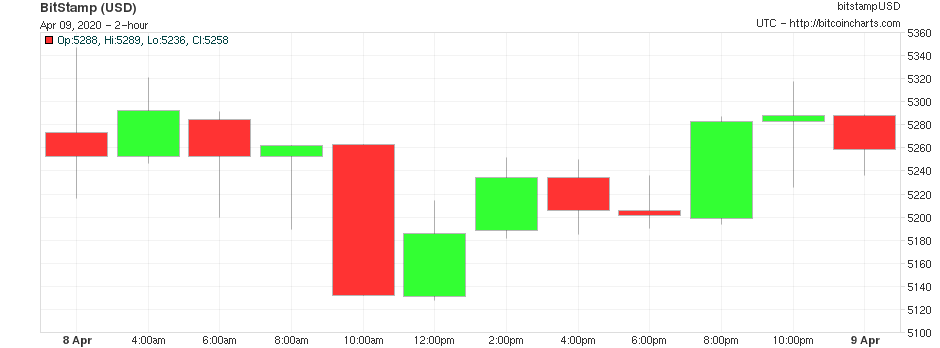 BitStamp (USD)
bitstampUSD
Apr 09, 2020 - 2-hour
UTC - http://bitcoincharts.com
Op:5288, Hi:5289, Lo:5236, Cl:5258
5360
5340
5320
5300
5280
5260
5240
5220
5200
5180
5160
5140
5120
5100
8 Apr
4:00am
6:00am
8:00am
10:00am
12:00pm
2:00pm
4:00pm
6:00pm
8:00pm
10:00pm
9 Apr